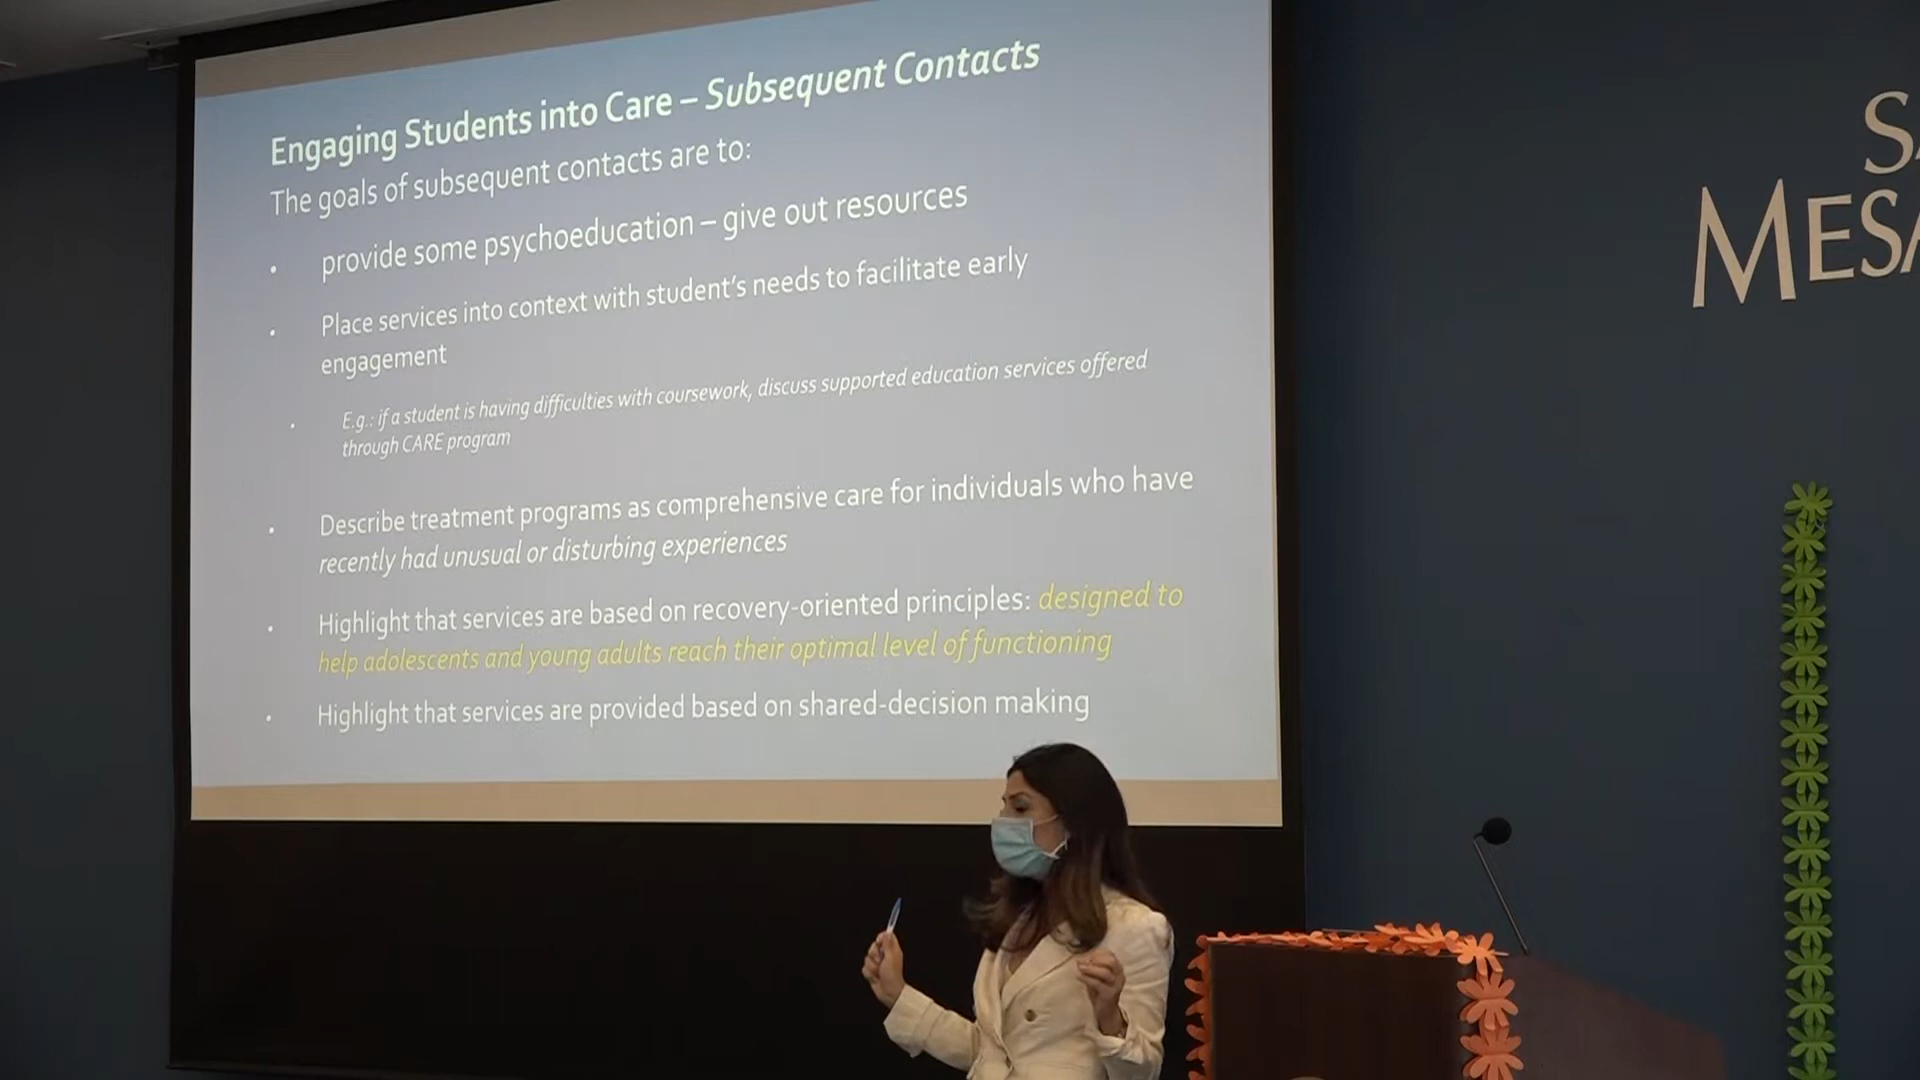 Engaging Students into Care – Subsequent Contacts
The goals of subsequent contacts are to:
• provide some psychoeducation – give out resources
• Place services into context with student's needs to facilitate early
engagement
• E.g.: if a student is having difficulties with coursework, discuss supported education services offered
through CARE program
• Describe treatment programs as comprehensive care for individuals who have
recently had unusual or disturbing experiences
• Highlight that services are based on recovery-oriented principles: designed to
help adolescents and young adults reach their optimal level of functioning
• Highlight that services are provided based on shared-decision making
MESA